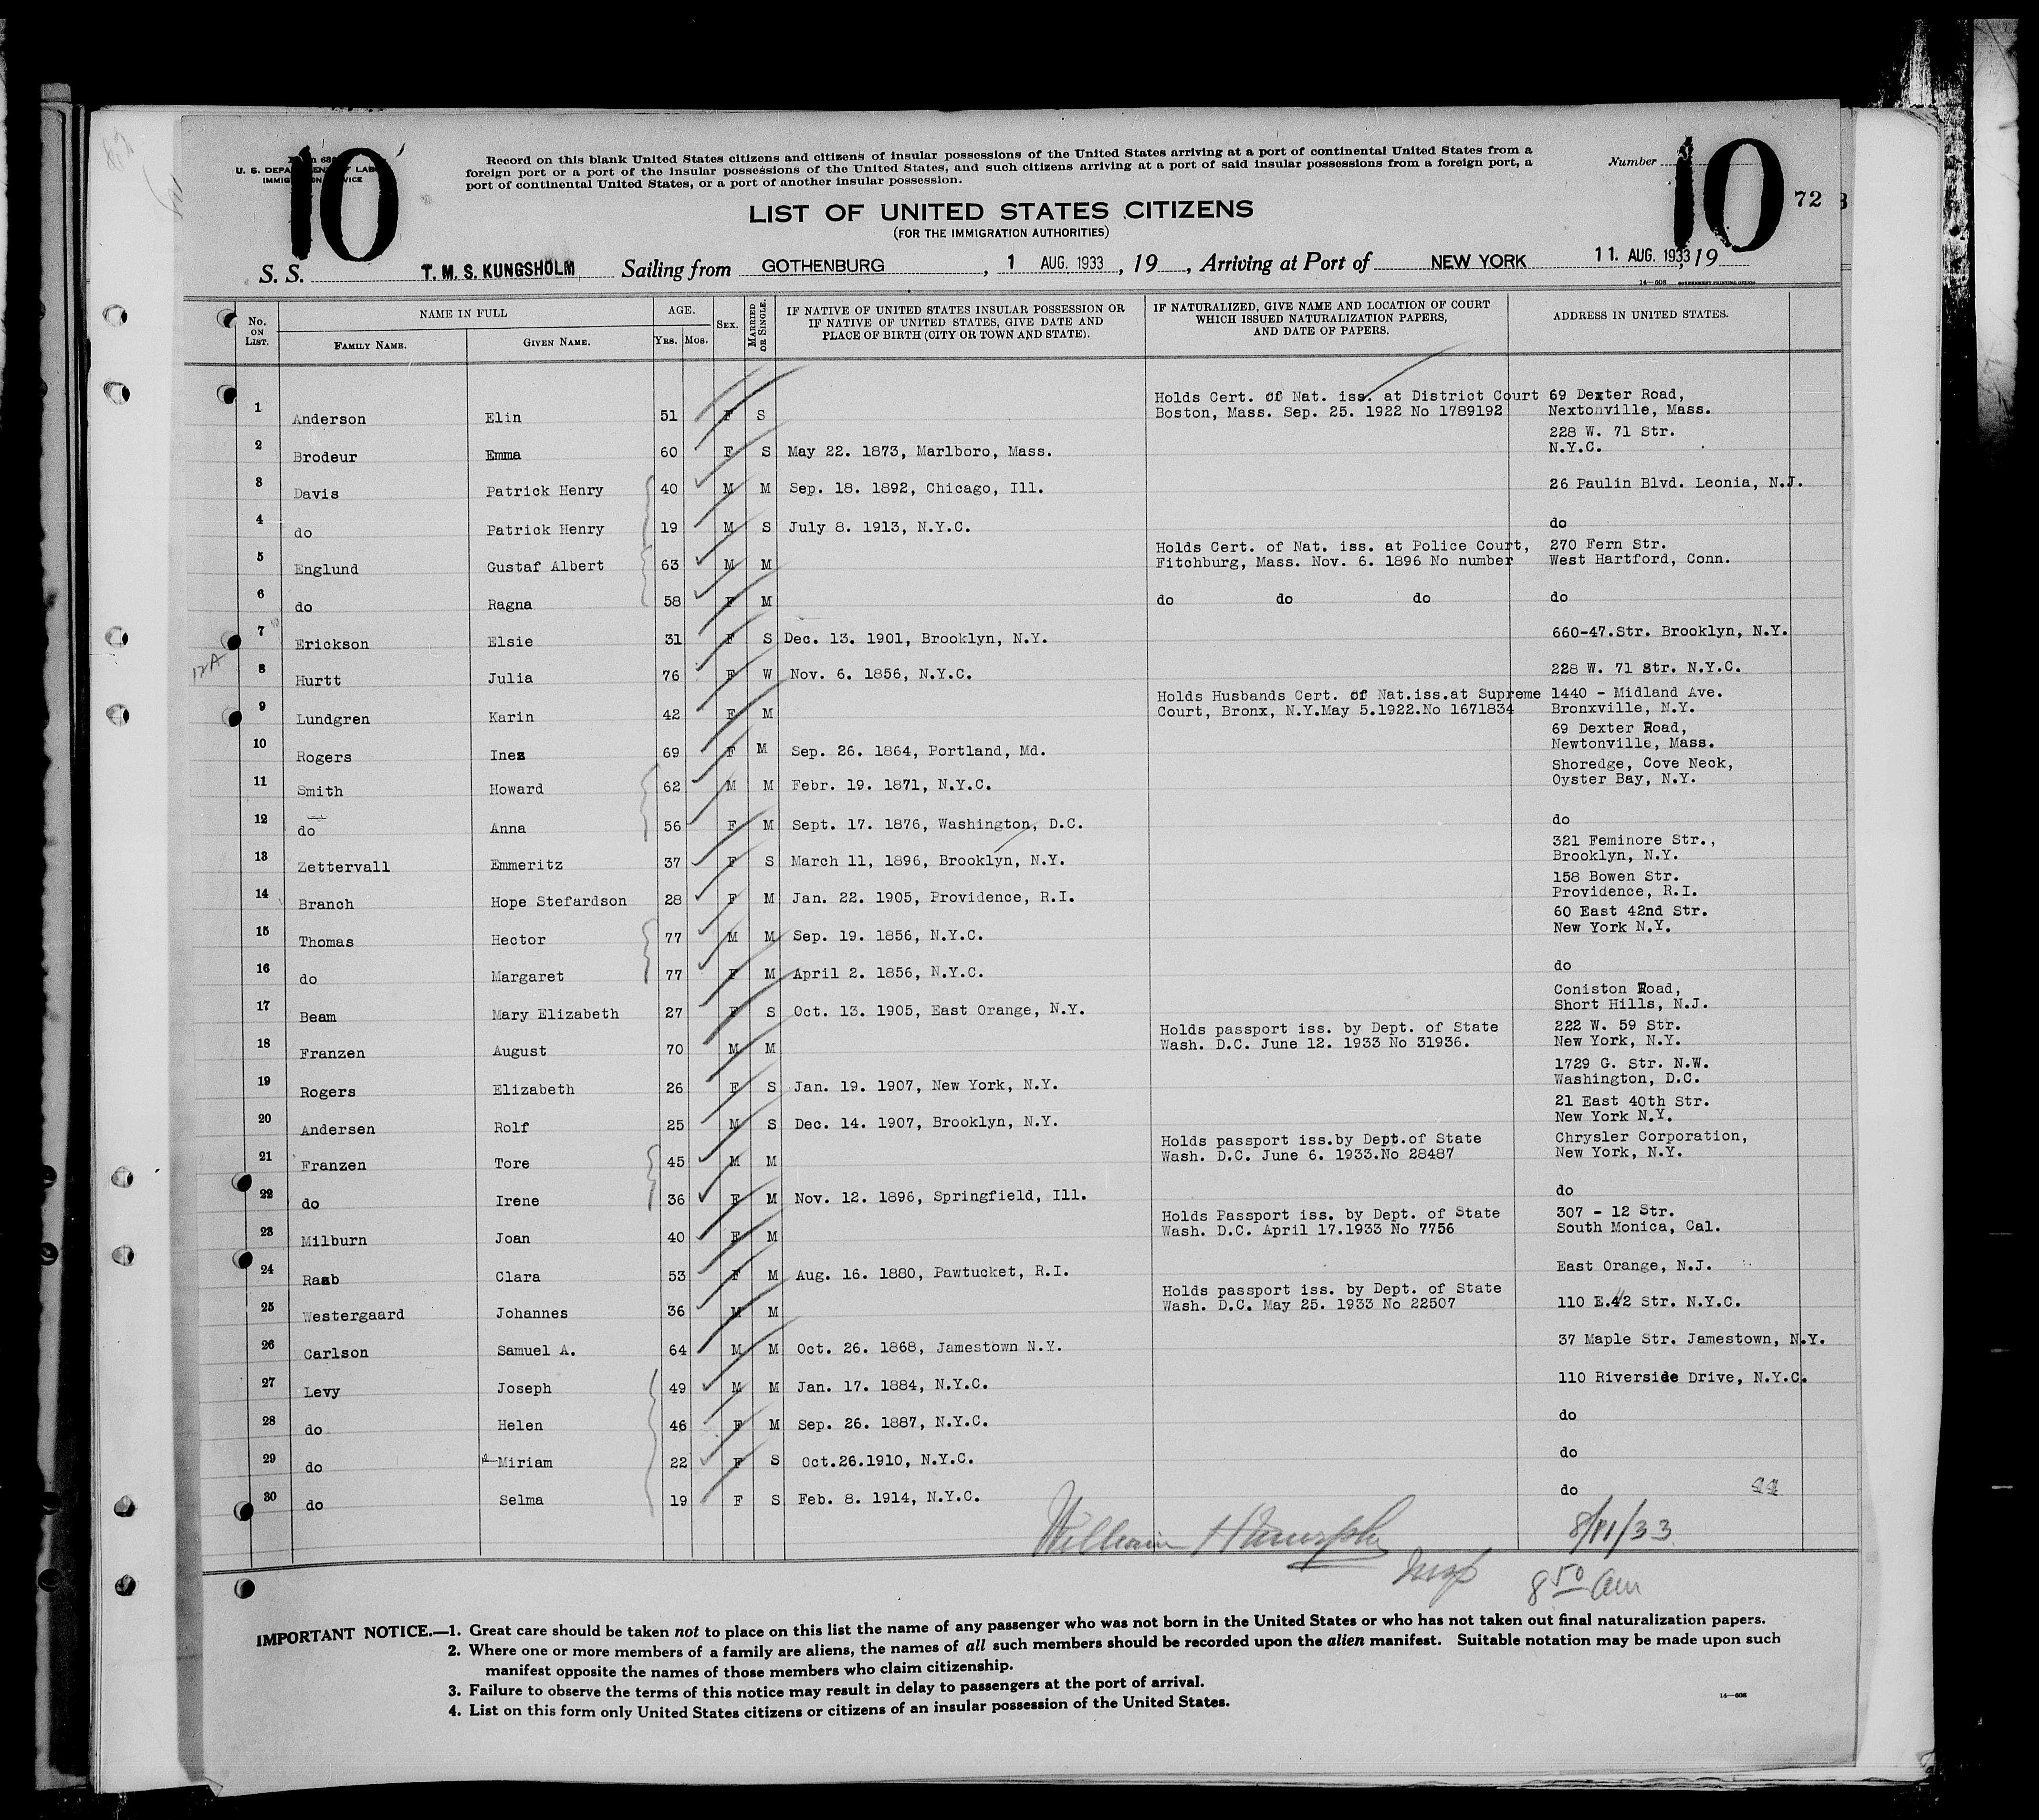 10
10
U. S. DEPARTMENT OF LABOR
IMMIGRATION SERVICE
Record on this blank United States citizens and citizens of insular possessions of the United States arriving at a port of continental United States from a
foreign port or a port of the insular possessions of the United States, and such citizens arriving at a port of said insular possessions from a foreign port, a
port of continental United States, or a port of another insular possession.
Number
72
LIST OF UNITED STATES CITIZENS
(FOR THE IMMIGRATION AUTHORITIES)
S. S. T. M. S. KUNGSHOLM Sailing from GOTHENBURG, 1 AUG. 1933, 19, Arriving at Port of NEW YORK 11. AUG. 1933, 19
14—608 GOVERNMENT PRINTING OFFICE
No. ON LIST. NAME IN FULL FAMILY NAME. GIVEN NAME. AGE. YRS. MOS. SEX. MARRIED OR SINGLE. IF NATIVE OF UNITED STATES INSULAR POSSESSION OR IF NATIVE OF UNITED STATES, GIVE DATE AND PLACE OF BIRTH (CITY OR TOWN AND STATE). IF NATURALIZED, GIVE NAME AND LOCATION OF COURT WHICH ISSUED NATURALIZATION PAPERS, AND DATE OF PAPERS. ADDRESS IN UNITED STATES.
1 Anderson Elin 51 F S Holds Cert. of Nat. iss. at District Court Boston, Mass. Sep. 25. 1922 No 1789192 69 Dexter Road, Nextonville, Mass.
2 Brodeur Emma 60 F S May 22. 1873, Marlboro, Mass. 228 W. 71 Str. N.Y.C.
3 Davis Patrick Henry 40 M M Sep. 18. 1892, Chicago, Ill. 26 Paulin Blvd. Leonia, N.J.
4 do Patrick Henry 19 M S July 8. 1913, N.Y.C. do
5 Englund Gustaf Albert 63 M M Holds Cert. of Nat. iss. at Police Court, Fitchburg, Mass. Nov. 6. 1896 No number 270 Fern Str. West Hartford, Conn.
6 do Ragna 58 F M do do do do
7 Erickson Elsie 31 F S Dec. 13. 1901, Brooklyn, N.Y. 660-47.Str. Brooklyn, N.Y.
12A
8 Hurtt Julia 76 F W Nov. 6. 1856, N.Y.C. 228 W. 71 Str. N.Y.C.
9 Lundgren Karin 42 F M Holds Husbands Cert. of Nat.iss.at Supreme Court, Bronx, N.Y.May 5.1922.No 1671834 1440 - Midland Ave. Bronxville, N.Y.
10 Rogers Inez 69 F M Sep. 26. 1864, Portland, Md. 69 Dexter Road, Newtonville, Mass.
11 Smith Howard 62 M M Febr. 19. 1871, N.Y.C. Shoredge, Cove Neck, Oyster Bay, N.Y.
12 do Anna 56 F M Sept. 17. 1876, Washington, D.C. do
13 Zettervall Emmeritz 37 F S March 11, 1896, Brooklyn, N.Y. 321 Feminore Str., Brooklyn, N.Y.
14 Branch Hope Stefardson 28 F M Jan. 22. 1905, Providence, R.I. 158 Bowen Str. Providence, R.I.
15 Thomas Hector 77 M M Sep. 19. 1856, N.Y.C. 60 East 42nd Str. New York N.Y.
16 do Margaret 77 F M April 2. 1856, N.Y.C. do
17 Beam Mary Elizabeth 27 F S Oct. 13. 1905, East Orange, N.Y. Coniston Road, Short Hills, N.J.
18 Franzen August 70 M M Holds passport iss. by Dept. of State Wash. D.C. June 12. 1933 No 31936. 222 W. 59 Str. New York, N.Y.
19 Rogers Elizabeth 26 F S Jan. 19. 1907, New York, N.Y. 1729 G. Str. N.W. Washington, D.C.
20 Andersen Rolf 25 M S Dec. 14. 1907, Brooklyn, N.Y. 21 East 40th Str. New York N.Y.
21 Franzen Tore 45 M M Holds passport iss.by Dept.of State Wash. D.C. June 6. 1933.No 28487 Chrysler Corporation, New York, N.Y.
22 do Irene 36 F M Nov. 12. 1896, Springfield, Ill. do
23 Milburn Joan 40 F M Holds Passport iss. by Dept. of State Wash. D.C. April 17.1933 No 7756 307 - 12 Str. South Monica, Cal.
24 Raab Clara 53 F M Aug. 16. 1880, Pawtucket, R.I. East Orange, N.J.
25 Westergaard Johannes 36 M M Holds passport iss. by Dept. of State Wash. D.C. May 25. 1933 No 22507 110 E.42 Str. N.Y.C.
26 Carlson Samuel A. 64 M M Oct. 26. 1868, Jamestown N.Y. 37 Maple Str. Jamestown, N.Y.
27 Levy Joseph 49 M M Jan. 17. 1884, N.Y.C. 110 Riverside Drive, N.Y.C.
28 do Helen 46 F M Sep. 26. 1887, N.Y.C. do
29 do Miriam 22 F S Oct.26.1910, N.Y.C. do
30 do Selma 19 F S Feb. 8. 1914, N.Y.C. do
William
8/11/33
8 50 am
IMPORTANT NOTICE.—1. Great care should be taken not to place on this list the name of any passenger who was not born in the United States or who has not taken out final naturalization papers.
2. Where one or more members of a family are aliens, the names of all such members should be recorded upon the alien manifest. Suitable notation may be made upon such
manifest opposite the names of those members who claim citizenship.
3. Failure to observe the terms of this notice may result in delay to passengers at the port of arrival.
4. List on this form only United States citizens or citizens of an insular possession of the United States.
14—608